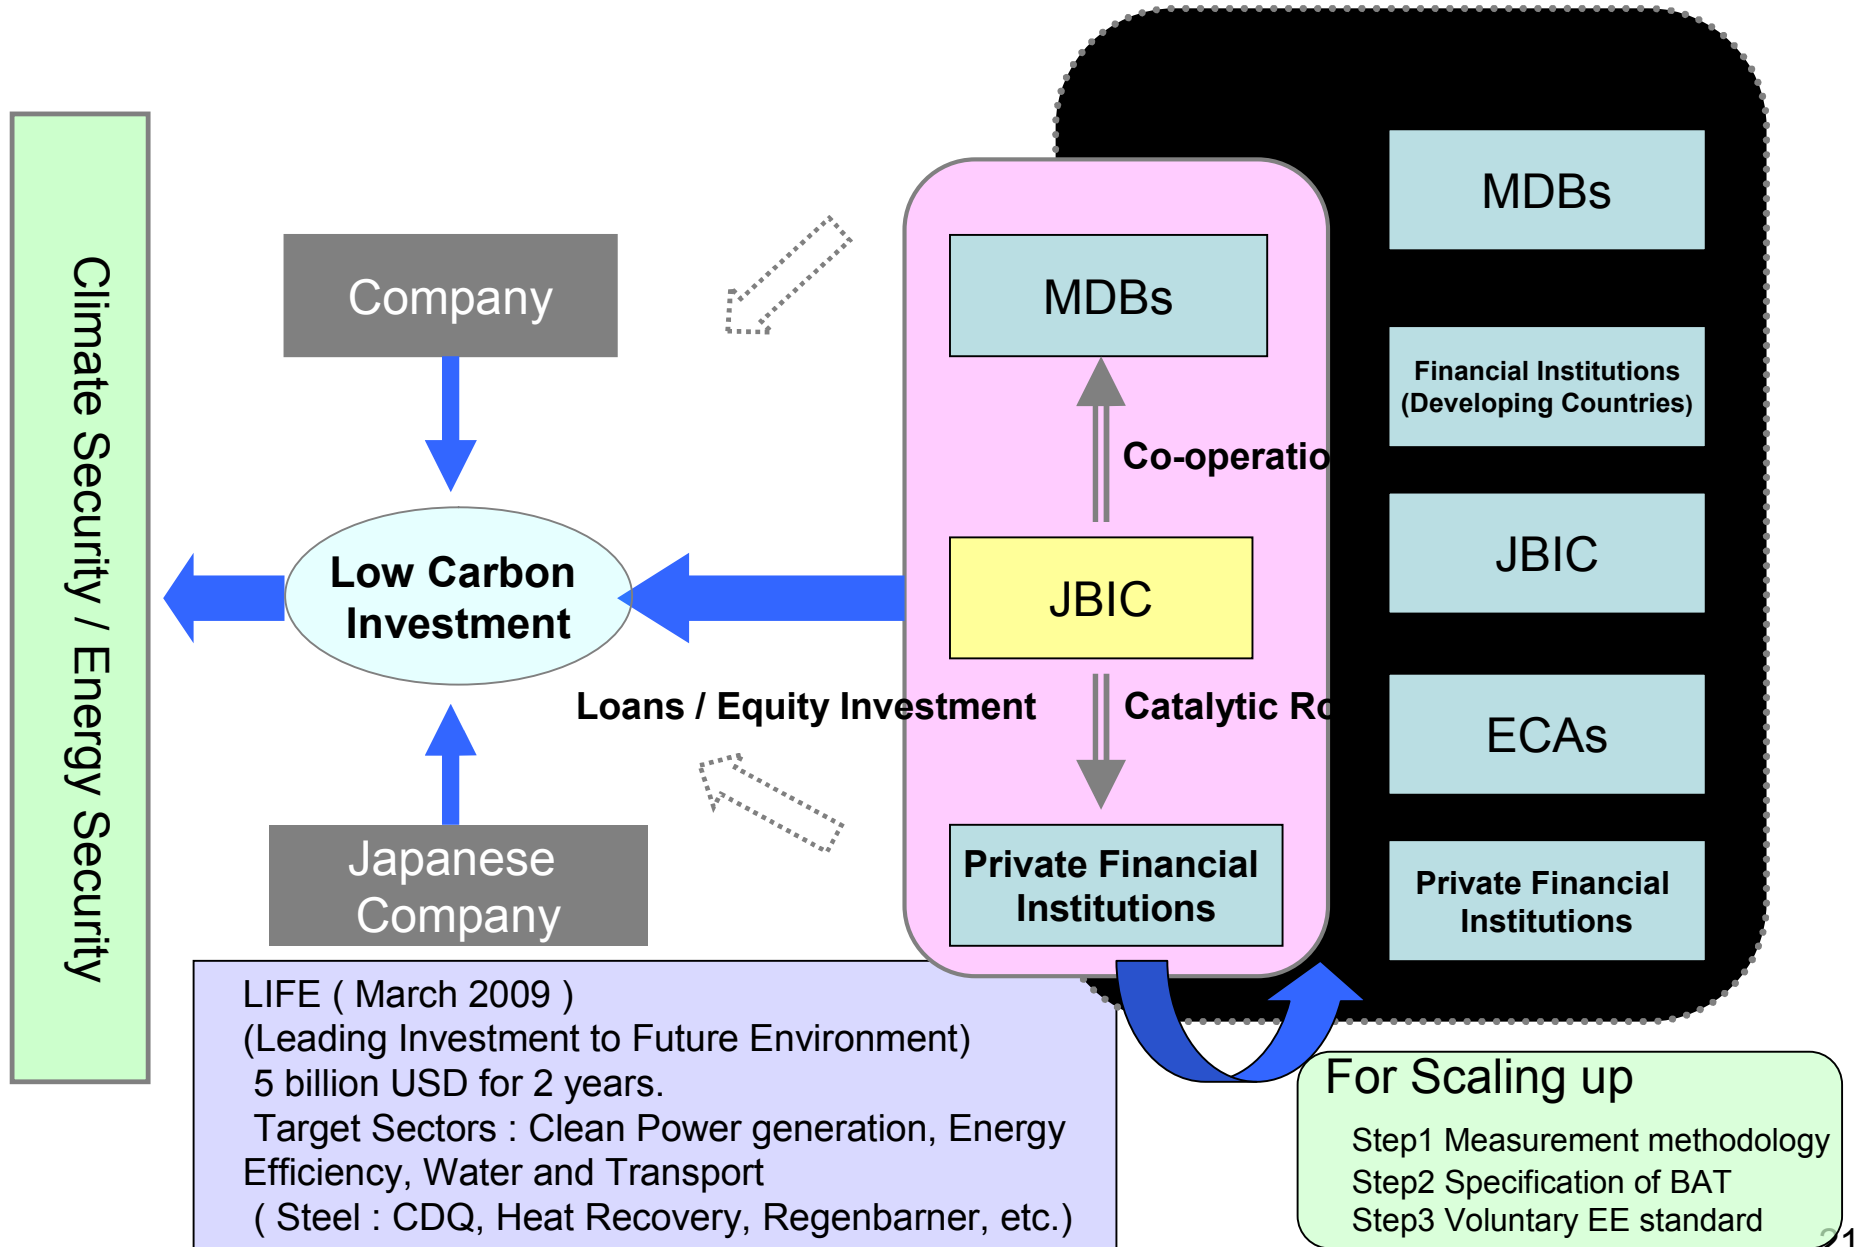 Climate Security / Energy Security
Company
Low Carbon
Investment
Japanese
Company
Loans / Equity Investment
MDBs
Co-operatio
JBIC
Catalytic Ro
Private Financial
Institutions
MDBs
Financial Institutions
(Developing Countries)
JBIC
ECAs
Private Financial
Institutions
LIFE ( March 2009 )
(Leading Investment to Future Environment)
5 billion USD for 2 years.
Target Sectors : Clean Power generation, Energy
Efficiency, Water and Transport
( Steel : CDQ, Heat Recovery, Regenbarner, etc.)
For Scaling up
Step1 Measurement methodology
Step2 Specification of BAT
Step3 Voluntary EE standard
21